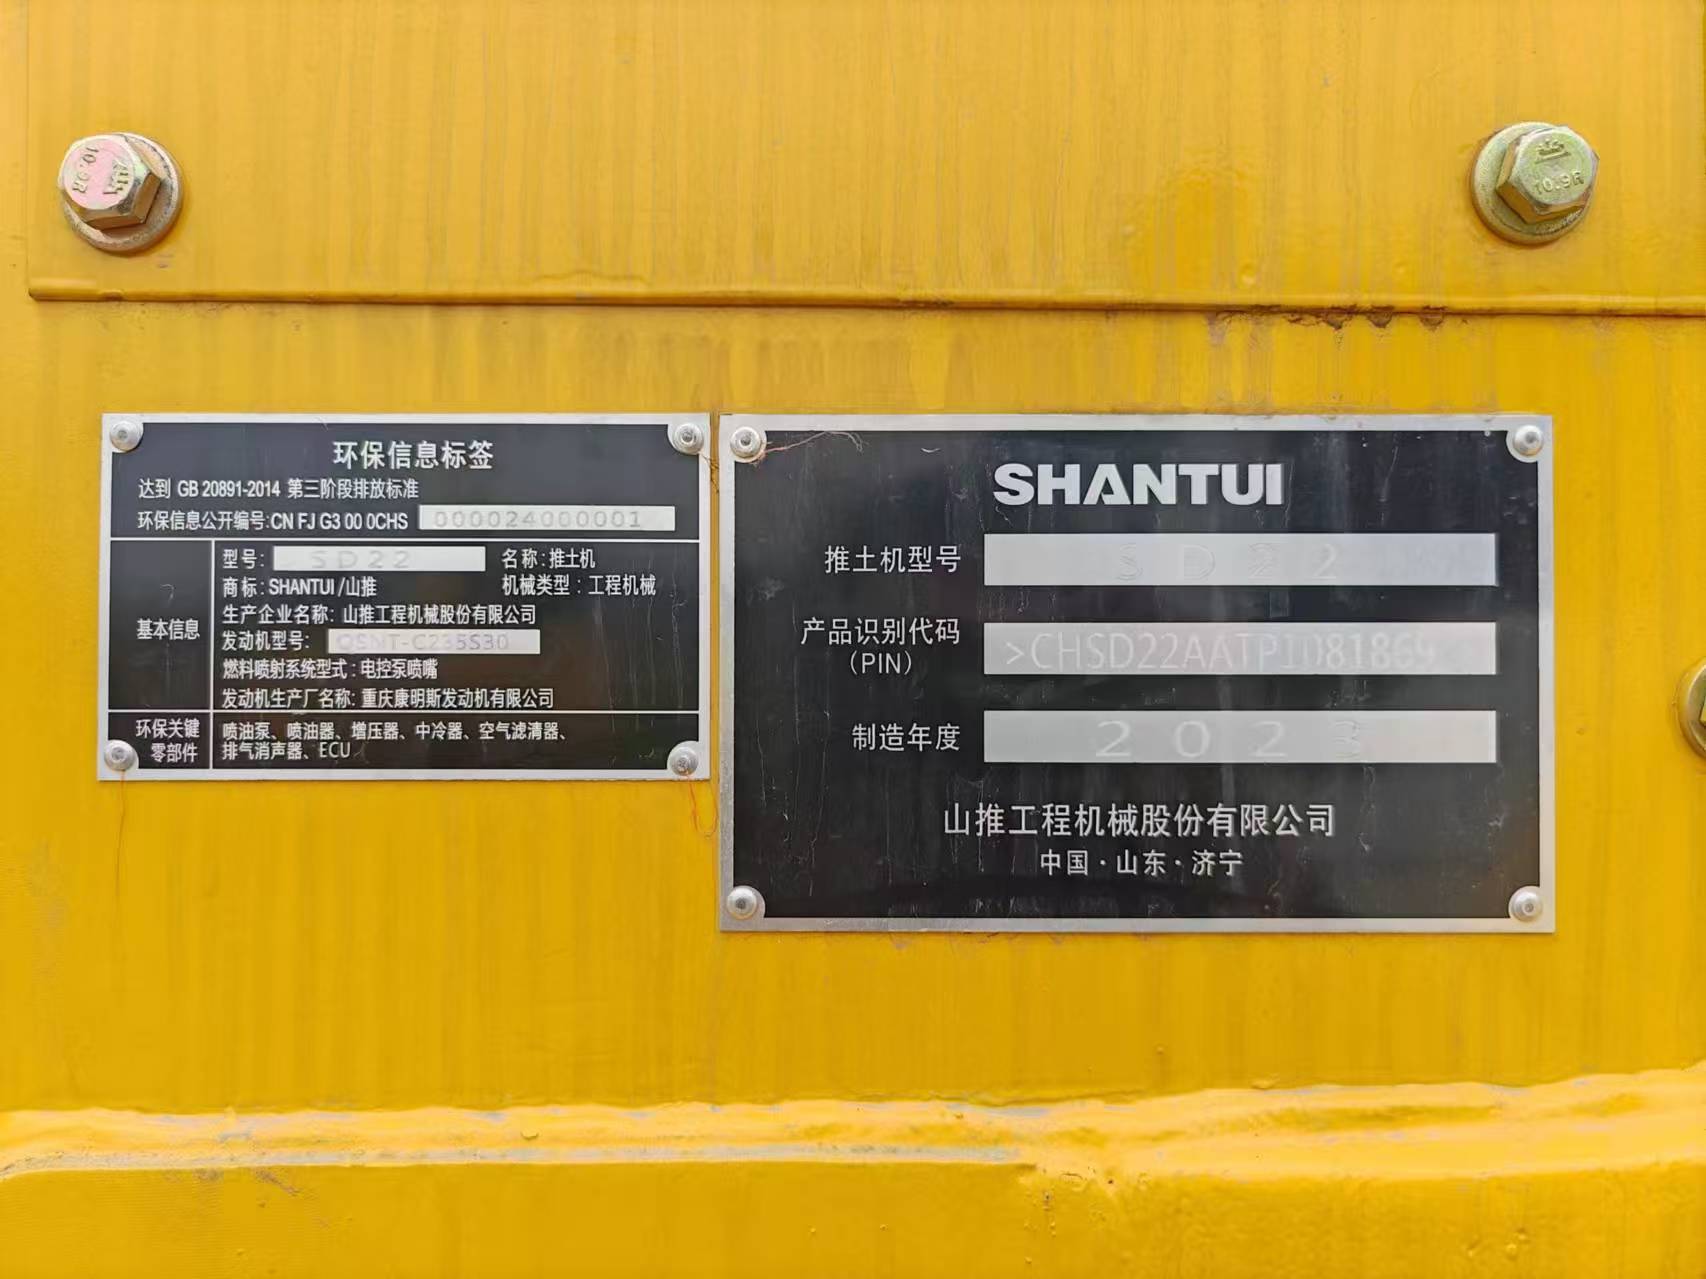 10.9R
10.9R
环保信息标签
达到 GB 20891-2014 第三阶段排放标准
环保信息公开编号:CN FJ G3 00 0CHS 000024000001
基本信息
型号: SD22 名称:推土机
商标:SHANTUI/山推 机械类型:工程机械
生产企业名称: 山推工程机械股份有限公司
发动机型号: QSNT-C235S30
燃料喷射系统型式:电控泵喷嘴
发动机生产厂名称:重庆康明斯发动机有限公司
环保关键
零部件
喷油泵、喷油器、增压器、中冷器、空气滤清器、
排气消声器、ECU
SHANTUI
推土机型号 SD22
产品识别代码
(PIN)
>CHSD22AATP1081869
制造年度 2023
山推工程机械股份有限公司
中国·山东·济宁